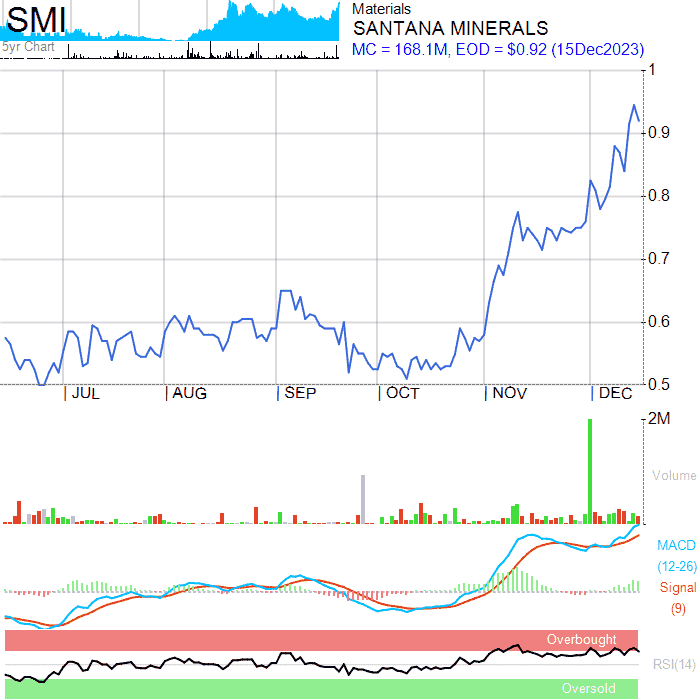 SMI
5yr Chart
Materials
SANTANA MINERALS
MC = 168.1M, EOD = $0.92 (15Dec2023)
1
0.9
0.8
0.7
0.6
0.5
JUL AUG SEP OCT NOV DEC
2M
Volume
MACD
(12-26)
Signal
(9)
Overbought
RSI(14)
Oversold